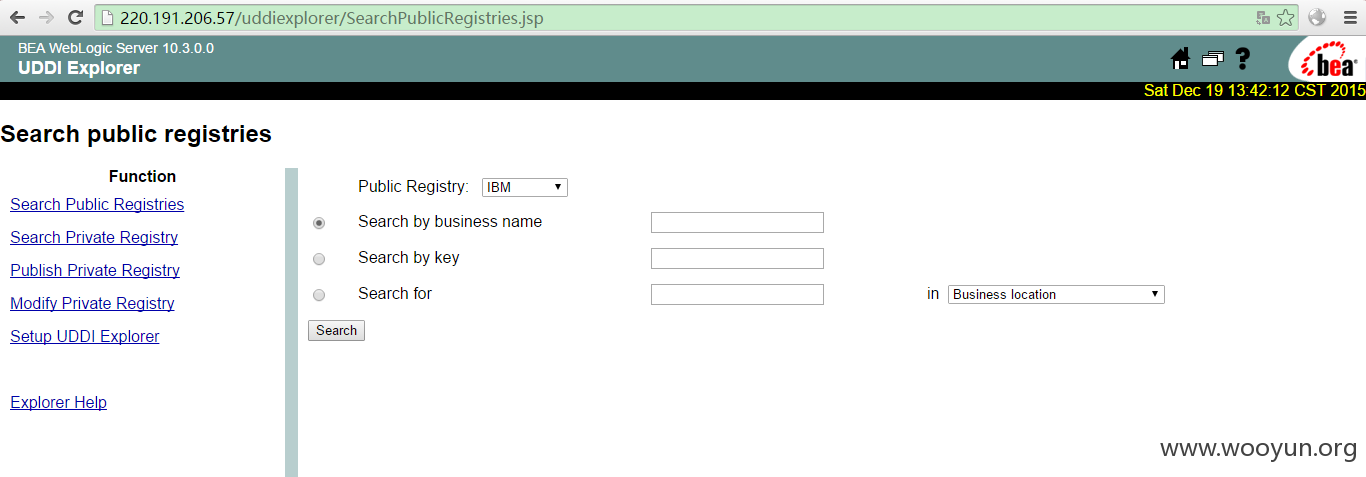 220.191.206.57/uddiexplorer/SearchPublicRegistries.jsp
BEA WebLogic Server 10.3.0.0
UDDI Explorer
bea
Sat Dec 19 13:42:12 CST 2015
Search public registries
Function
Search Public Registries
Search Private Registry
Publish Private Registry
Modify Private Registry
Setup UDDI Explorer
Explorer Help
Public Registry: IBM
Search by business name
Search by key
Search for in Business location
Search
www.wooyun.org